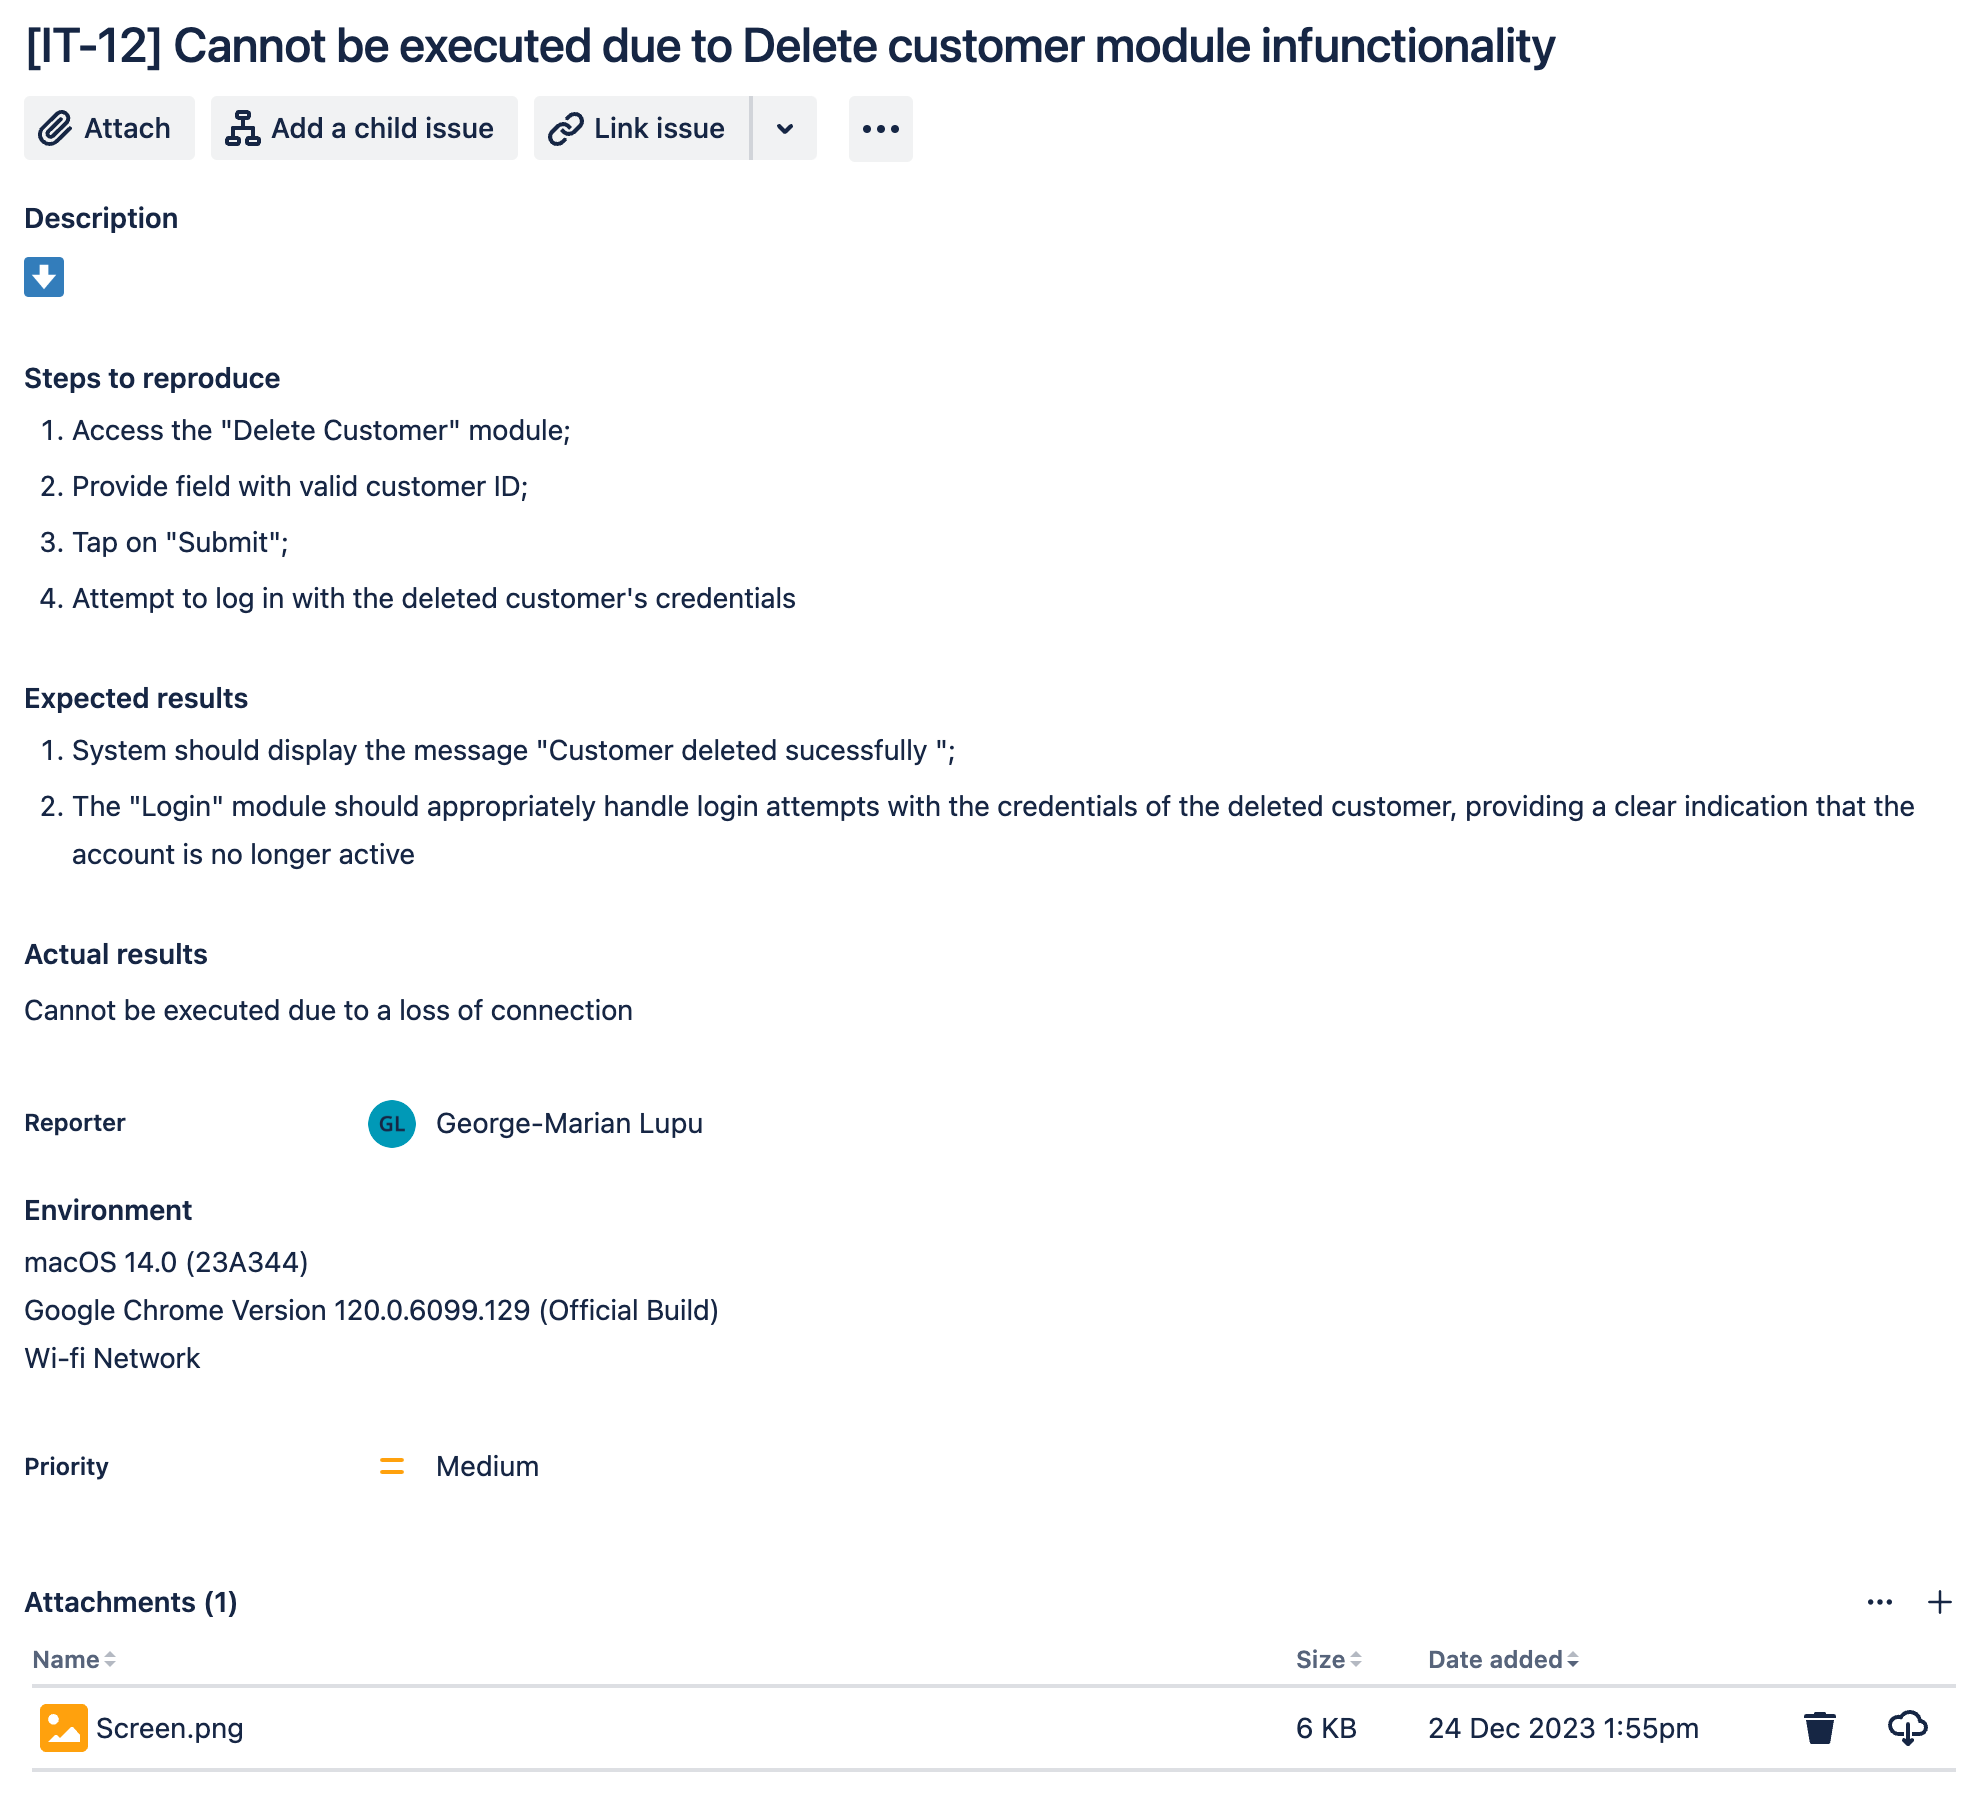 [IT-12] Cannot be executed due to Delete customer module infunctionality
Attach
Add a child issue
Link issue
Description
Steps to reproduce
1. Access the "Delete Customer" module;
2. Provide field with valid customer ID;
3. Tap on "Submit";
4. Attempt to log in with the deleted customer's credentials
Expected results
1. System should display the message "Customer deleted sucessfully ";
2. The "Login" module should appropriately handle login attempts with the credentials of the deleted customer, providing a clear indication that the
account is no longer active
Actual results
Cannot be executed due to a loss of connection
Reporter GL George-Marian Lupu
Environment
macOS 14.0 (23A344)
Google Chrome Version 120.0.6099.129 (Official Build)
Wi-fi Network
Priority Medium
Attachments (1)
Name Size Date added
Screen.png 6 KB 24 Dec 2023 1:55pm